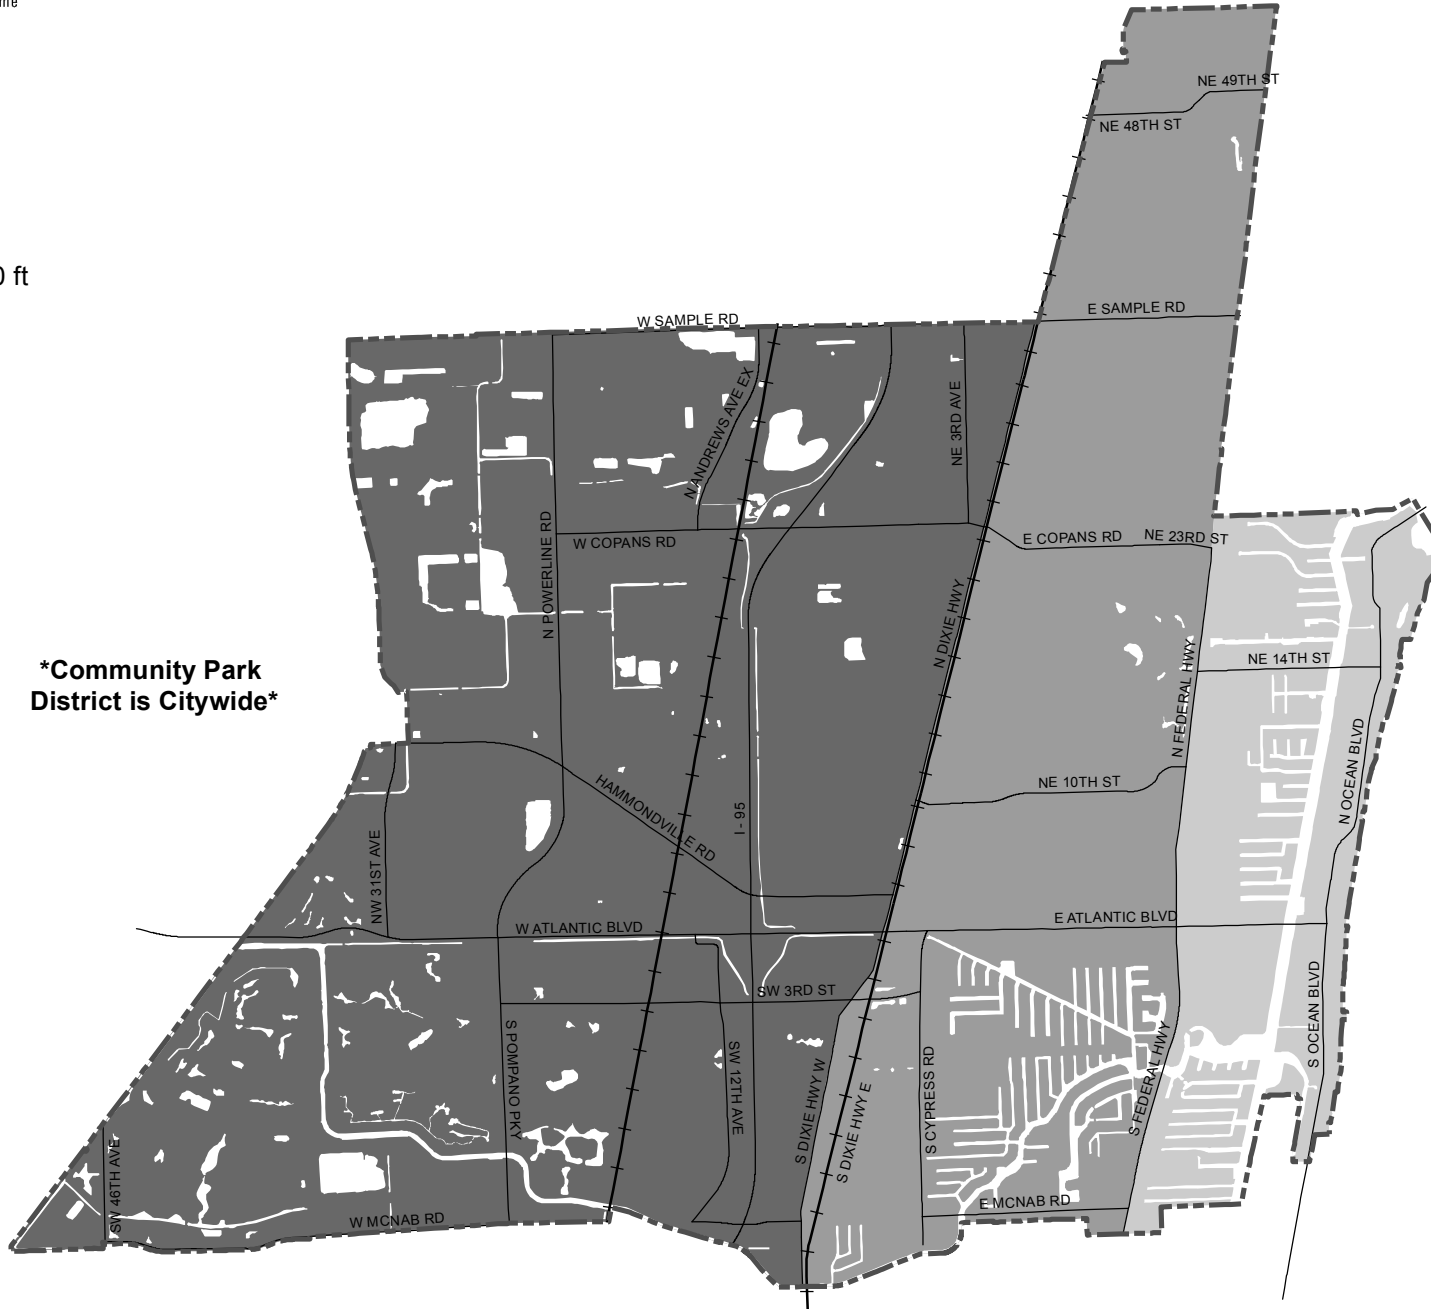 NE 49TH ST
NE 48TH ST
0 ft
E SAMPLE RD
W SAMPLE RD
N ANDREWS AVE EX
NE 3RD AVE
N POWERLINE RD
W COPANS RD
E COPANS RD
NE 23RD ST
N DIXIE HWY
*Community Park
District is Citywide*
NE 14TH ST
N FEDERAL HWY
N OCEAN BLVD
NE 10TH ST
HAMMONDVILLE RD
I - 95
NW 31ST AVE
W ATLANTIC BLVD
E ATLANTIC BLVD
SW 3RD ST
S OCEAN BLVD
S POMPANO PKY
SW 12TH AVE
S DIXIE HWY W
S DIXIE HWY E
S CYPRESS RD
S FEDERAL HWY
SW 46TH AVE
W MCNAB RD
E MCNAB RD